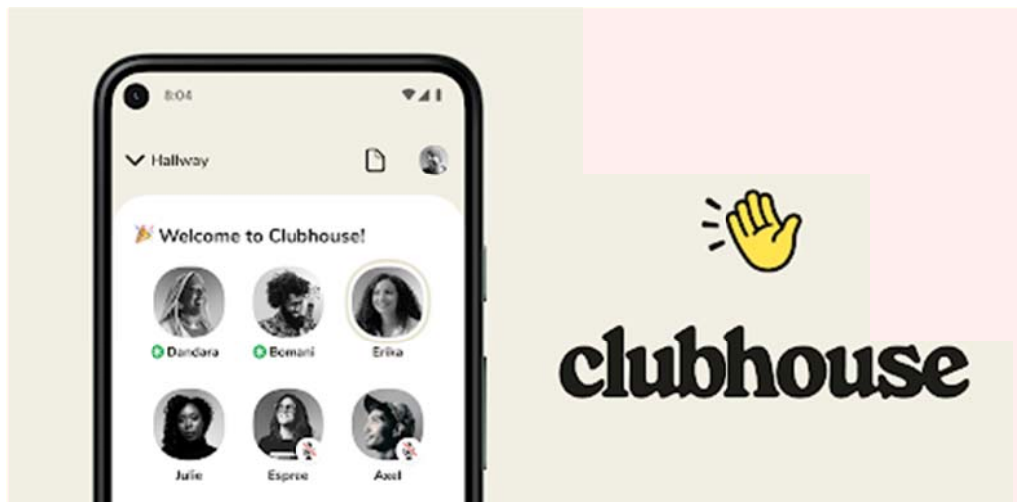 8:04
Hallway
Welcome to Clubhouse!
Dandara
Bomani
Erika
Julie
Espree
Axel
clubhouse